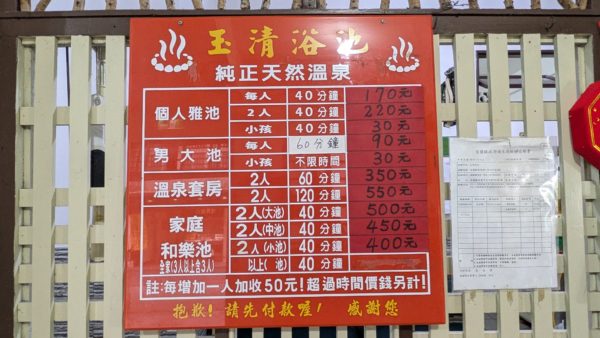 玉清浴池
純正天然溫泉
個人雅池 每人 40分鐘 170元
2人 40分鐘 220元
小孩 40分鐘 30元
男大池 每人 60分鐘 90元
小孩 不限時間 30元
溫泉套房 2人 60分鐘 350元
2人 120分鐘 550元
家庭和樂池 全家(3人以上含3人) 2人(大池) 40分鐘 500元
2人(中池) 40分鐘 450元
2人(小池) 40分鐘 400元
以上( 池) 40分鐘
註:每增加一人加收50元!超過時間價錢另計!
抱歉!請先付款喔! 感謝您